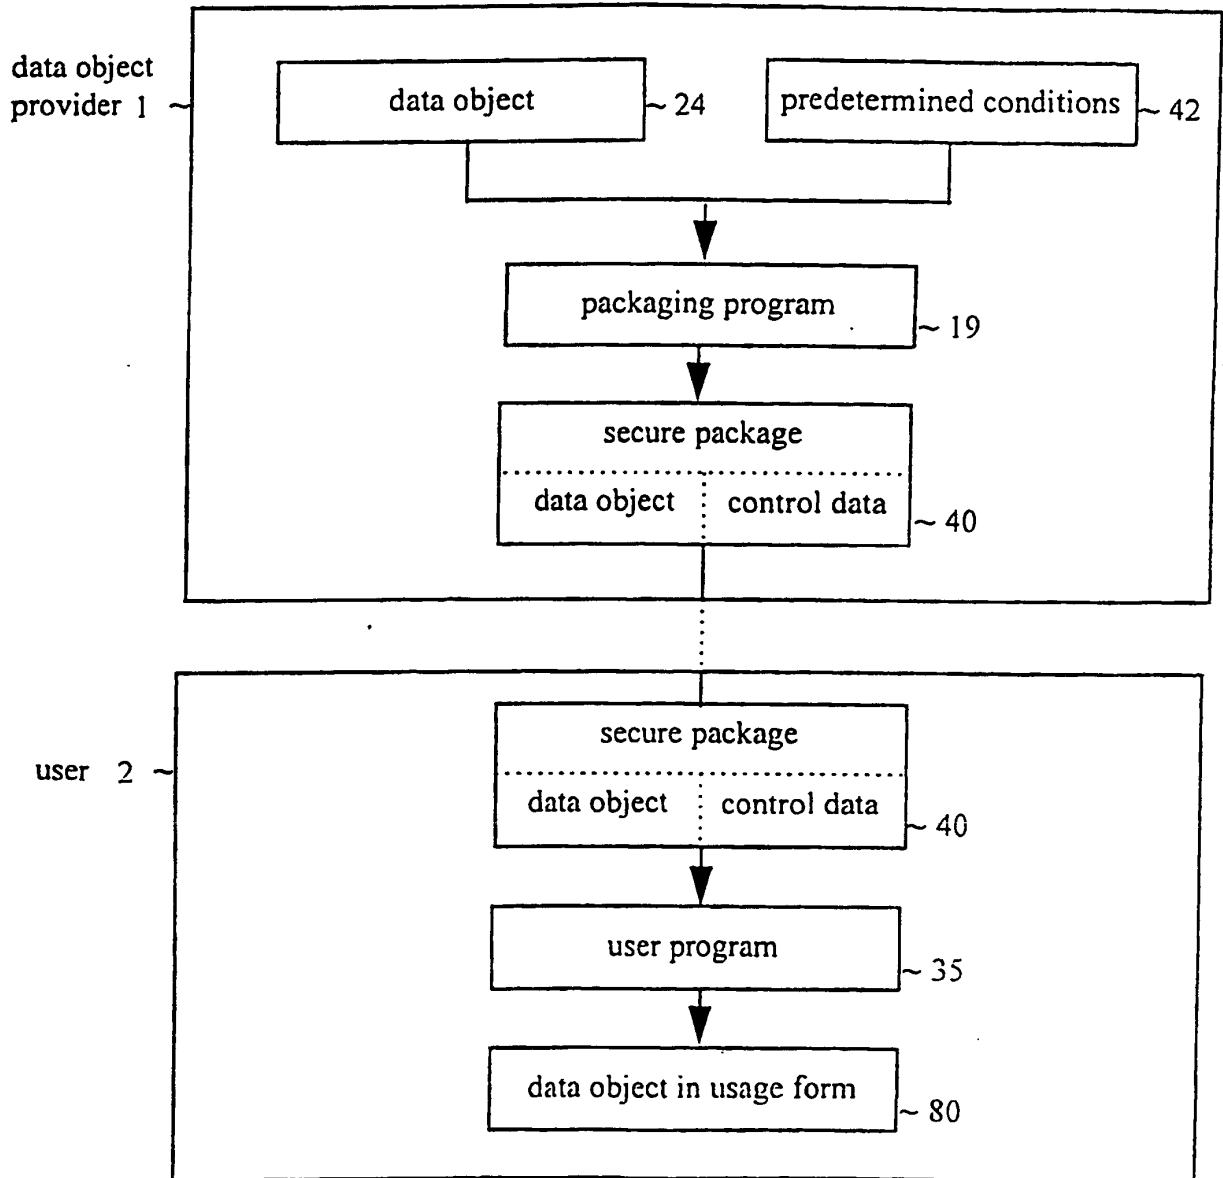 data object
provider 1 ~
data object ~ 24
predetermined conditions ~ 42
packaging program ~ 19
secure package
data object control data ~ 40
user 2 ~
secure package
data object control data ~ 40
user program ~ 35
data object in usage form ~ 80